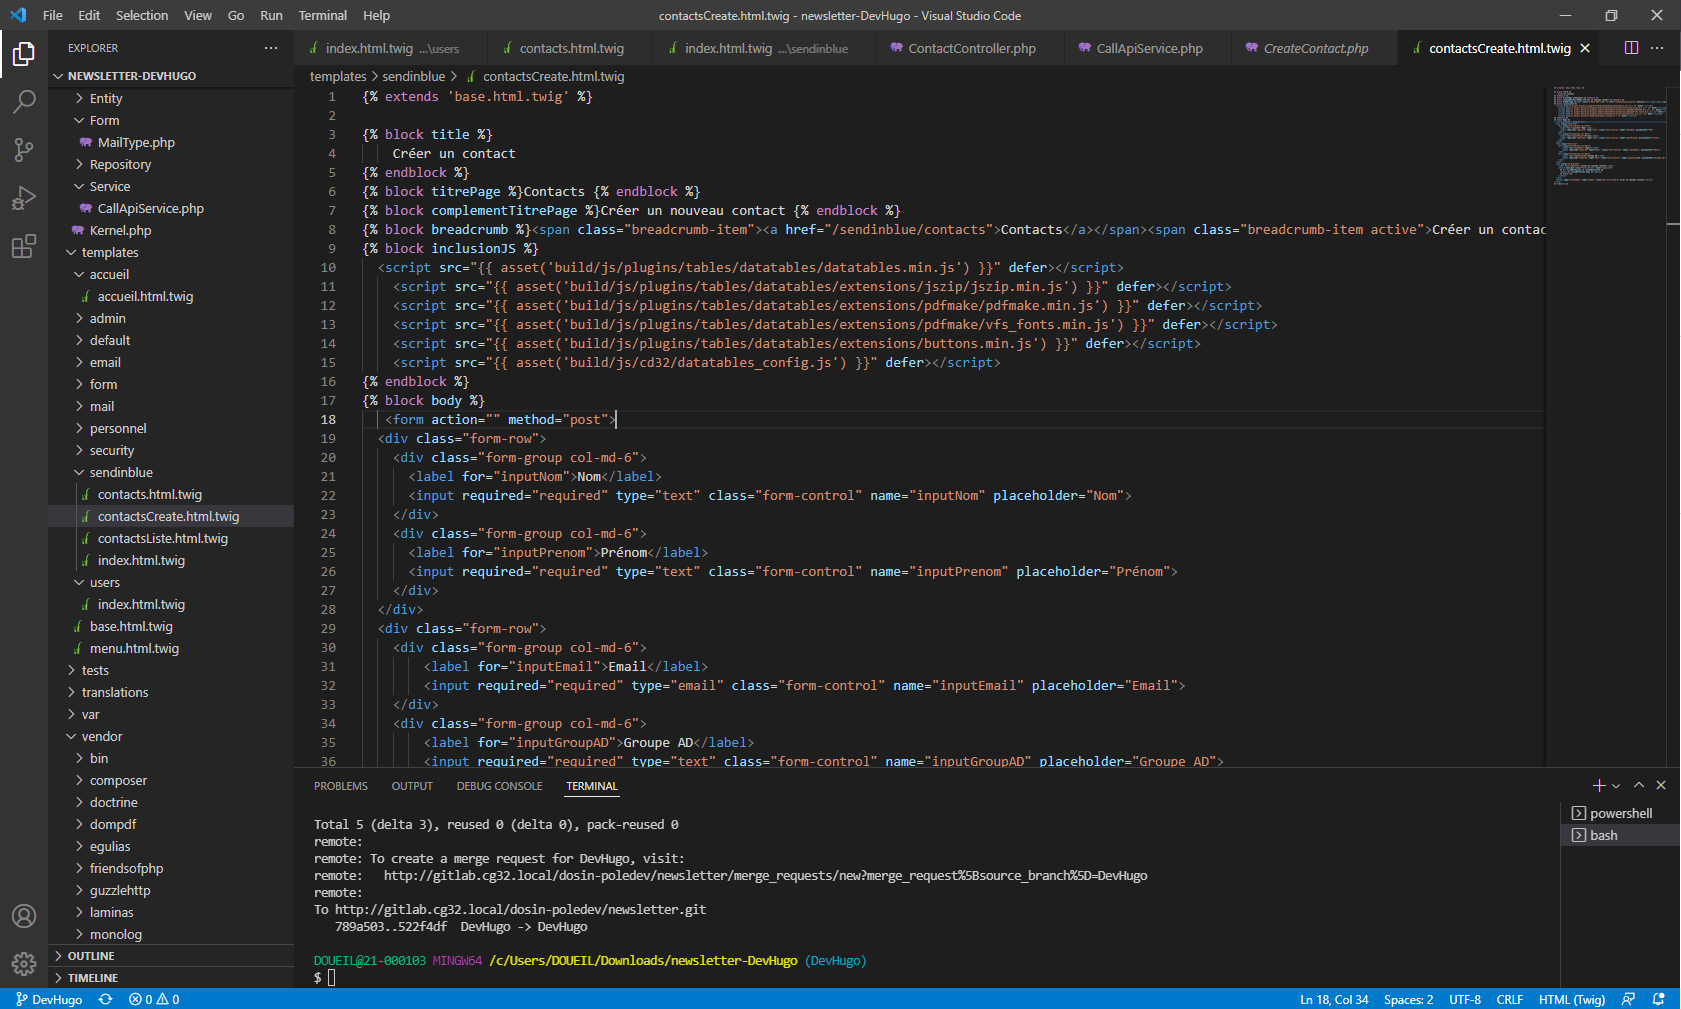 File Edit Selection View Go Run Terminal Help
contactsCreate.html.twig - newsletter-DevHugo - Visual Studio Code
EXPLORER
index.html.twig ...\users
contacts.html.twig
index.html.twig ...\sendinblue
ContactController.php
CallApiService.php
CreateContact.php
contactsCreate.html.twig
NEWSLETTER-DEVHUGO
Entity
Form
MailType.php
Repository
Service
CallApiService.php
Kernel.php
templates
accueil
accueil.html.twig
admin
default
email
form
mail
personnel
security
sendinblue
contacts.html.twig
contactsCreate.html.twig
contactsListe.html.twig
index.html.twig
users
index.html.twig
base.html.twig
menu.html.twig
tests
translations
var
vendor
bin
composer
doctrine
dompdf
egulias
friendsofphp
guzzlehttp
laminas
monolog
OUTLINE
TIMELINE
templates > sendinblue > contactsCreate.html.twig
1 {% extends 'base.html.twig' %}
2
3 {% block title %}
4 Créer un contact
5 {% endblock %}
6 {% block titrePage %}Contacts {% endblock %}
7 {% block complementTitrePage %}Créer un nouveau contact {% endblock %}
8 {% block breadcrumb %}<span class="breadcrumb-item"><a href="/sendinblue/contacts">Contacts</a></span><span class="breadcrumb-item active">Créer un contac
9 {% block inclusionJS %}
10 <script src="{{ asset('build/js/plugins/tables/datatables/datatables.min.js') }}" defer></script>
11 <script src="{{ asset('build/js/plugins/tables/datatables/extensions/jszip/jszip.min.js') }}" defer></script>
12 <script src="{{ asset('build/js/plugins/tables/datatables/extensions/pdfmake/pdfmake.min.js') }}" defer></script>
13 <script src="{{ asset('build/js/plugins/tables/datatables/extensions/pdfmake/vfs_fonts.min.js') }}" defer></script>
14 <script src="{{ asset('build/js/plugins/tables/datatables/extensions/buttons.min.js') }}" defer></script>
15 <script src="{{ asset('build/js/cd32/datatables_config.js') }}" defer></script>
16 {% endblock %}
17 {% block body %}
18 <form action="" method="post">
19 <div class="form-row">
20 <div class="form-group col-md-6">
21 <label for="inputNom">Nom</label>
22 <input required="required" type="text" class="form-control" name="inputNom" placeholder="Nom">
23 </div>
24 <div class="form-group col-md-6">
25 <label for="inputPrenom">Prénom</label>
26 <input required="required" type="text" class="form-control" name="inputPrenom" placeholder="Prénom">
27 </div>
28 </div>
29 <div class="form-row">
30 <div class="form-group col-md-6">
31 <label for="inputEmail">Email</label>
32 <input required="required" type="email" class="form-control" name="inputEmail" placeholder="Email">
33 </div>
34 <div class="form-group col-md-6">
35 <label for="inputGroupAD">Groupe AD</label>
36 <input required="required" type="text" class="form-control" name="inputGroupAD" placeholder="Groupe AD">
PROBLEMS OUTPUT DEBUG CONSOLE TERMINAL
powershell
bash
Total 5 (delta 3), reused 0 (delta 0), pack-reused 0
remote:
remote: To create a merge request for DevHugo, visit:
remote: http://gitlab.cg32.local/dosin-poledev/newsletter/merge_requests/new?merge_request%5Bsource_branch%5D=DevHugo
remote:
To http://gitlab.cg32.local/dosin-poledev/newsletter.git
789a503..522f4df DevHugo -> DevHugo
DOUEIL@21-000103 MINGW64 /c/Users/DOUEIL/Downloads/newsletter-DevHugo (DevHugo)
$
DevHugo 0 0 Ln 18, Col 34 Spaces: 2 UTF-8 CRLF HTML (Twig)